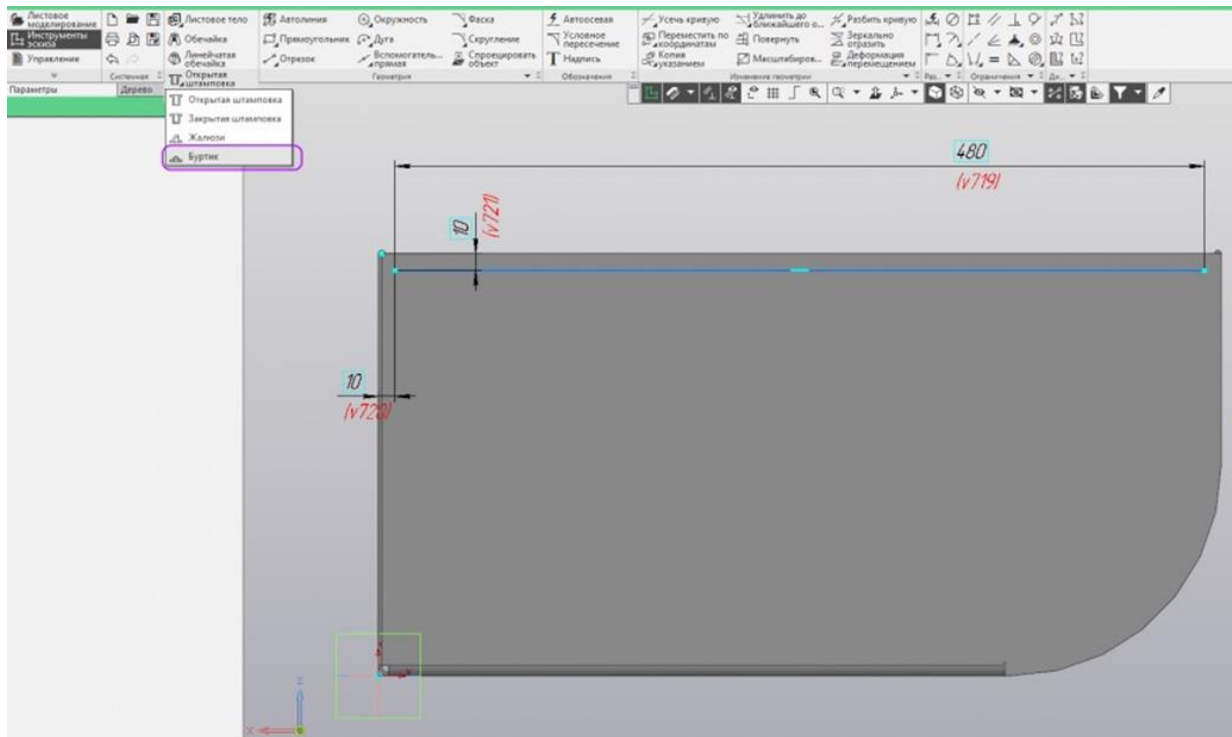 Листовое моделирование
Инструменты эскиза
Управление
Системная
Листовое тело
Обечайка
Линейчатая обечайка
Открытая штамповка
Автолиния
Прямоугольник
Отрезок
Окружность
Дуга
Вспомогатель... прямая
Фаска
Скругление
Спроецировать объект
Геометрия
Автоосевая
Условное пересечение
Надпись
Обозначения
Усечь кривую
Переместить по координатам
Копия указанием
Удлинить до ближайшего о...
Повернуть
Масштабиров...
Разбить кривую
Зеркально отразить
Деформация перемещением
Изменение геометрии
Раз...
Ограничения
Ди...
Параметры
Дерево
Открытая штамповка
Закрытая штамповка
Жалюзи
Буртик
480
(v719)
10
(v721)
10
X
Z